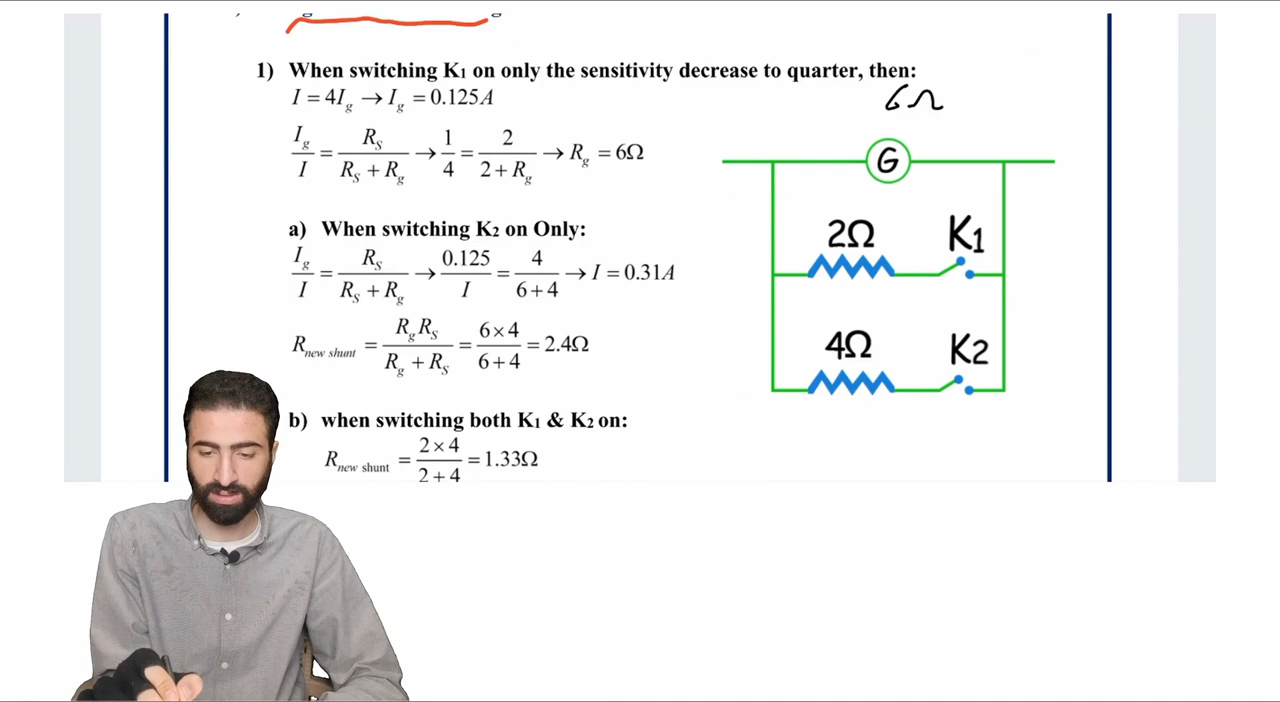 1) When switching K₁ on only the sensitivity decrease to quarter, then:
I = 4I_g → I_g = 0.125A
6Ω
I_g / I = R_S / (R_S + R_g) → 1/4 = 2 / (2 + R_g) → R_g = 6Ω
G
a) When switching K₂ on Only:
2Ω K1
I_g / I = R_S / (R_S + R_g) → 0.125 / I = 4 / (6+4) → I = 0.31A
R_new shunt = R_g R_S / (R_g + R_S) = 6×4 / (6+4) = 2.4Ω
4Ω K2
b) when switching both K₁ & K₂ on:
R_new shunt = 2×4 / (2+4) = 1.33Ω